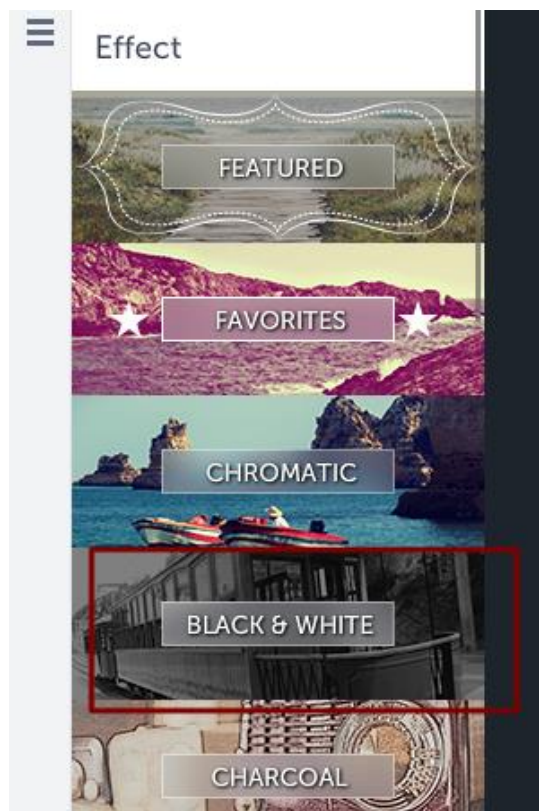 Effect
FEATURED
FAVORITES
CHROMATIC
BLACK & WHITE
CHARCOAL